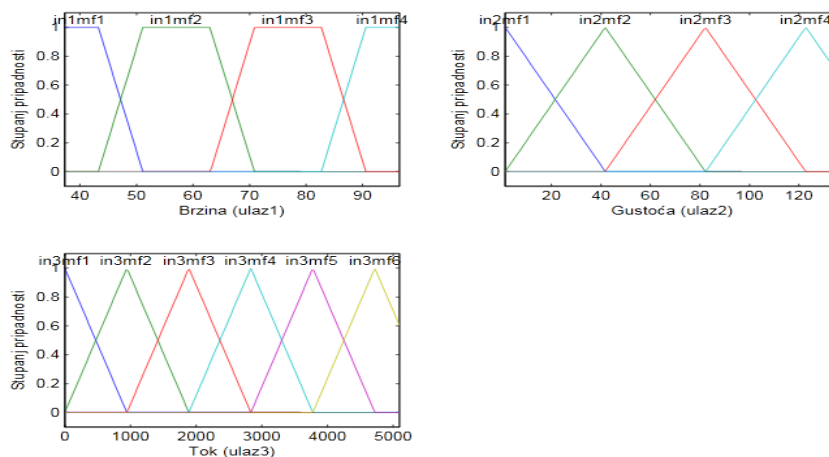 in1mf1 in1mf2 in1mf3 in1mf4
1
0.8
0.6
0.4
0.2
0
Stupanj pripadnosti
40 50 60 70 80 90
Brzina (ulaz1)
in2mf1 in2mf2 in2mf3 in2mf4
1
0.8
0.6
0.4
0.2
0
Stupanj pripadnosti
20 40 60 80 100 120
Gustoća (ulaz2)
in3mf1 in3mf2 in3mf3 in3mf4 in3mf5 in3mf6
1
0.8
0.6
0.4
0.2
0
Stupanj pripadnosti
0 1000 2000 3000 4000 5000
Tok (ulaz3)